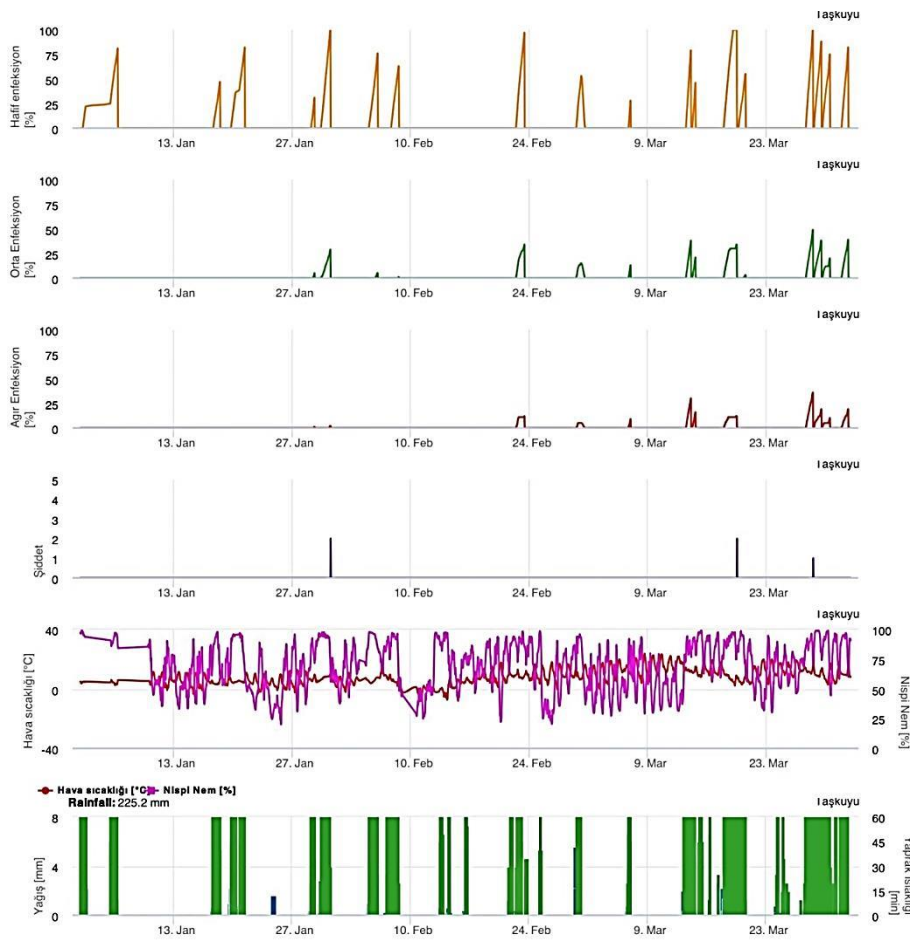 Taşkuyu
Hafif enfeksiyon
[%]
100
75
50
25
0
13. Jan
27. Jan
10. Feb
24. Feb
9. Mar
23. Mar
Taşkuyu
Orta Enfeksiyon
[%]
100
75
50
25
0
13. Jan
27. Jan
10. Feb
24. Feb
9. Mar
23. Mar
Taşkuyu
Agır Enfeksiyon
[%]
100
75
50
25
0
13. Jan
27. Jan
10. Feb
24. Feb
9. Mar
23. Mar
Taşkuyu
Şiddet
5
4
3
2
1
0
13. Jan
27. Jan
10. Feb
24. Feb
9. Mar
23. Mar
Taşkuyu
Hava sıcaklığı [°C]
40
0
-40
100
75
50
25
0
Nispi Nem [%]
13. Jan
27. Jan
10. Feb
24. Feb
9. Mar
23. Mar
Hava sıcaklığı [°C] Nispi Nem [%]
Rainfall: 225.2 mm
Taşkuyu
Yağış [mm]
8
4
0
60
45
30
15
0
Yaprak ıslaklığı
[min]
13. Jan
27. Jan
10. Feb
24. Feb
9. Mar
23. Mar